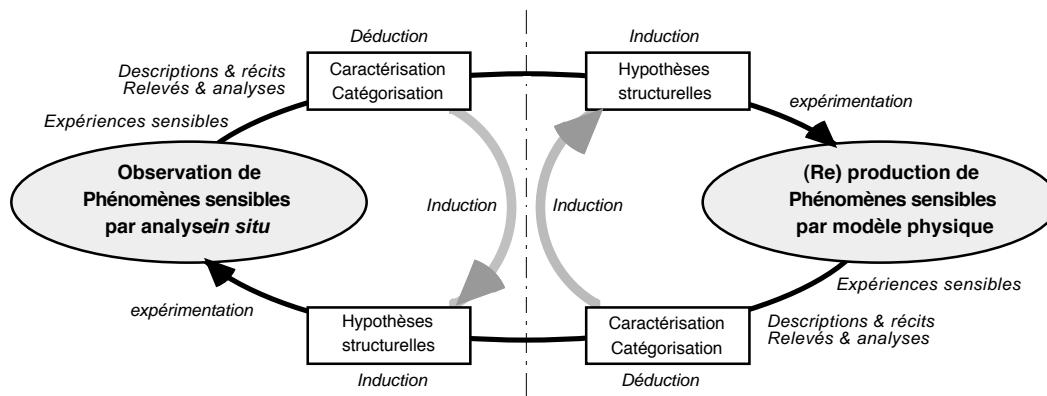 Déduction
Induction
Descriptions & récits
Relevés & analyses
Caractérisation
Catégorisation
Hypothèses
structurelles
expérimentation
Expériences sensibles
Observation de
Phénomènes sensibles
par analyse in situ
Induction
Induction
(Re) production de
Phénomènes sensibles
par modèle physique
Expériences sensibles
expérimentation
Hypothèses
structurelles
Caractérisation
Catégorisation
Descriptions & récits
Relevés & analyses
Induction
Déduction